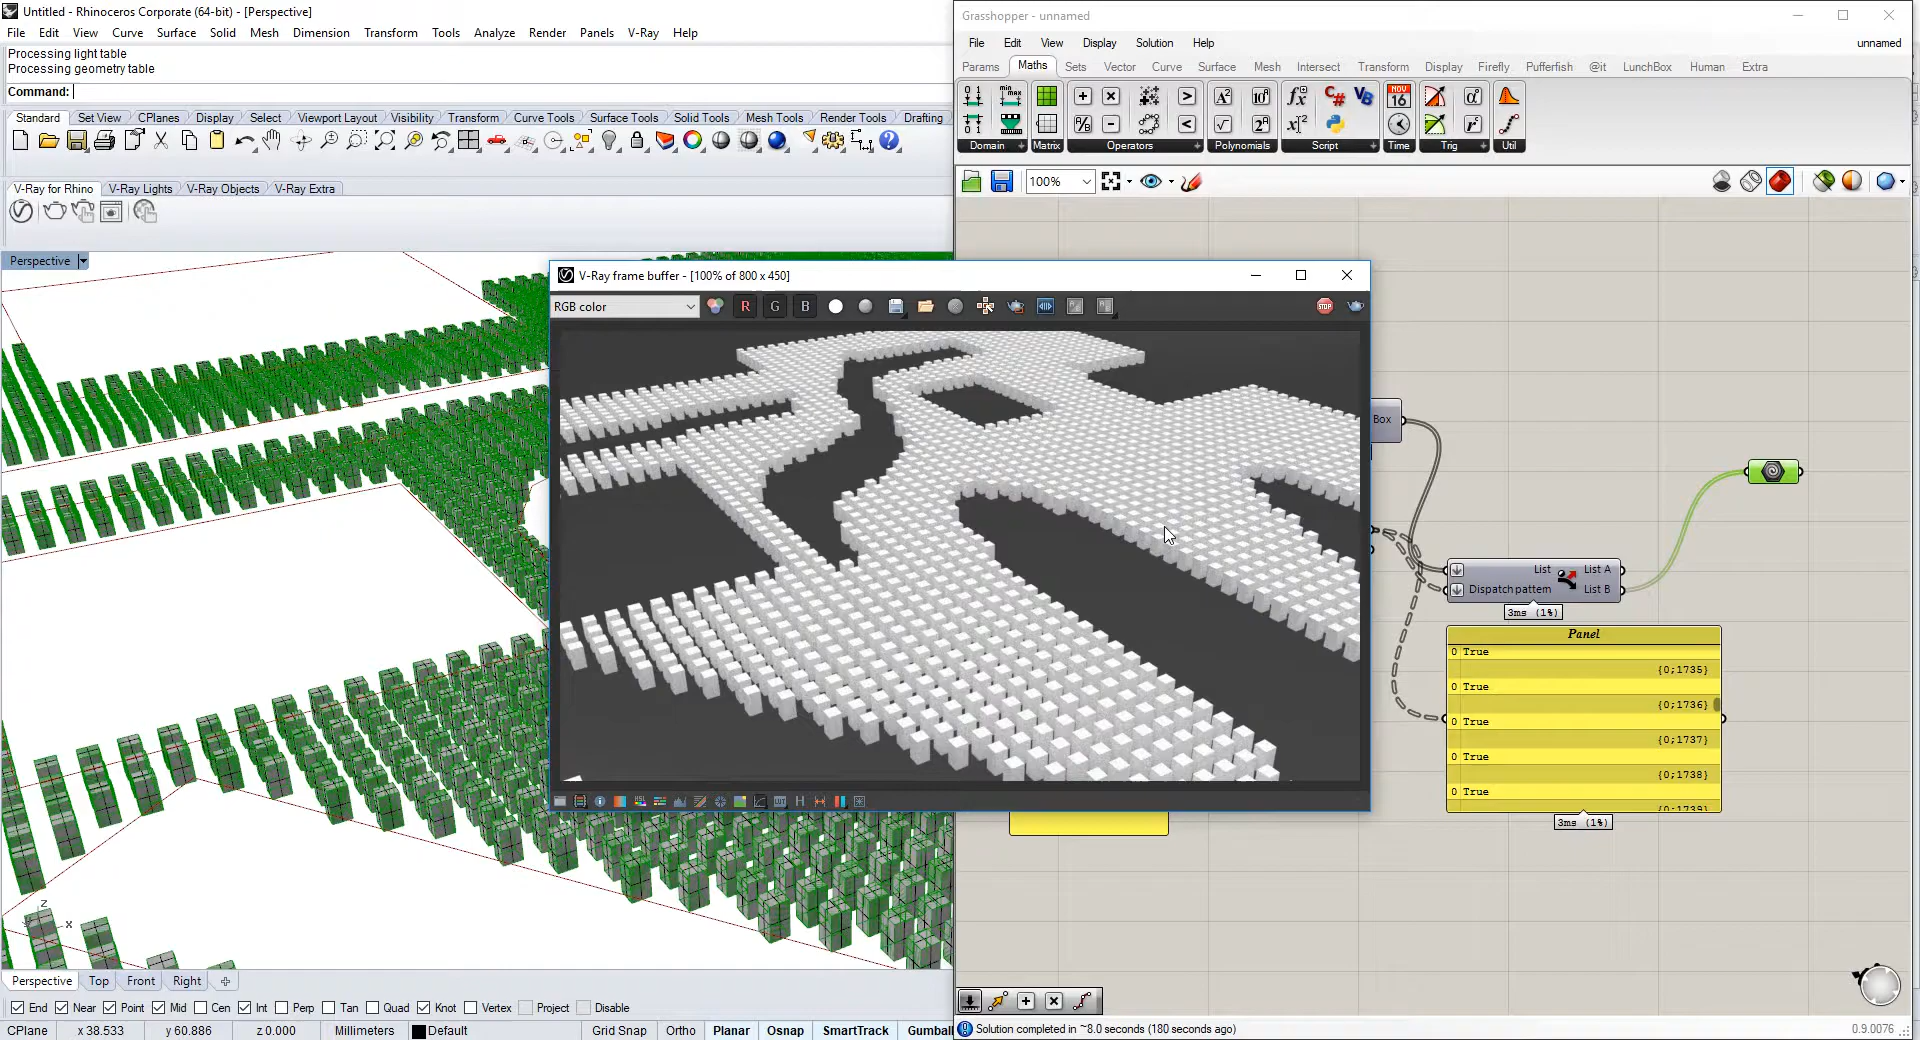 Untitled - Rhinoceros Corporate (64-bit) - [Perspective]
File Edit View Curve Surface Solid Mesh Dimension Transform Tools Analyze Render Panels V-Ray Help
Processing light table
Processing geometry table
Command:
Standard Set View CPlanes Display Select Viewport Layout Visibility Transform Curve Tools Surface Tools Solid Tools Mesh Tools Render Tools Drafting
V-Ray for Rhino V-Ray Lights V-Ray Objects V-Ray Extra
Perspective
z
x
Perspective Top Front Right
End Near Point Mid Cen Int Perp Tan Quad Knot Vertex Project Disable
CPlane x 38.533 y 60.886 z 0.000 Millimeters Default Grid Snap Ortho Planar Osnap SmartTrack Gumball
V-Ray frame buffer - [100% of 800 x 450]
RGB color R G B STOP
Grasshopper - unnamed
File Edit View Display Solution Help unnamed
Params Maths Sets Vector Curve Surface Mesh Intersect Transform Display Firefly Pufferfish @it LunchBox Human Extra
Domain Matrix Operators Polynomials Script Time Trig Util
100%
Box
List List A
Dispatch pattern List B
3ms (1%)
Panel
0 True
{0;1735}
0 True
{0;1736}
0 True
{0;1737}
0 True
{0;1738}
0 True
{0;1739}
3ms (1%)
Solution completed in ~8.0 seconds (180 seconds ago) 0.9.0076